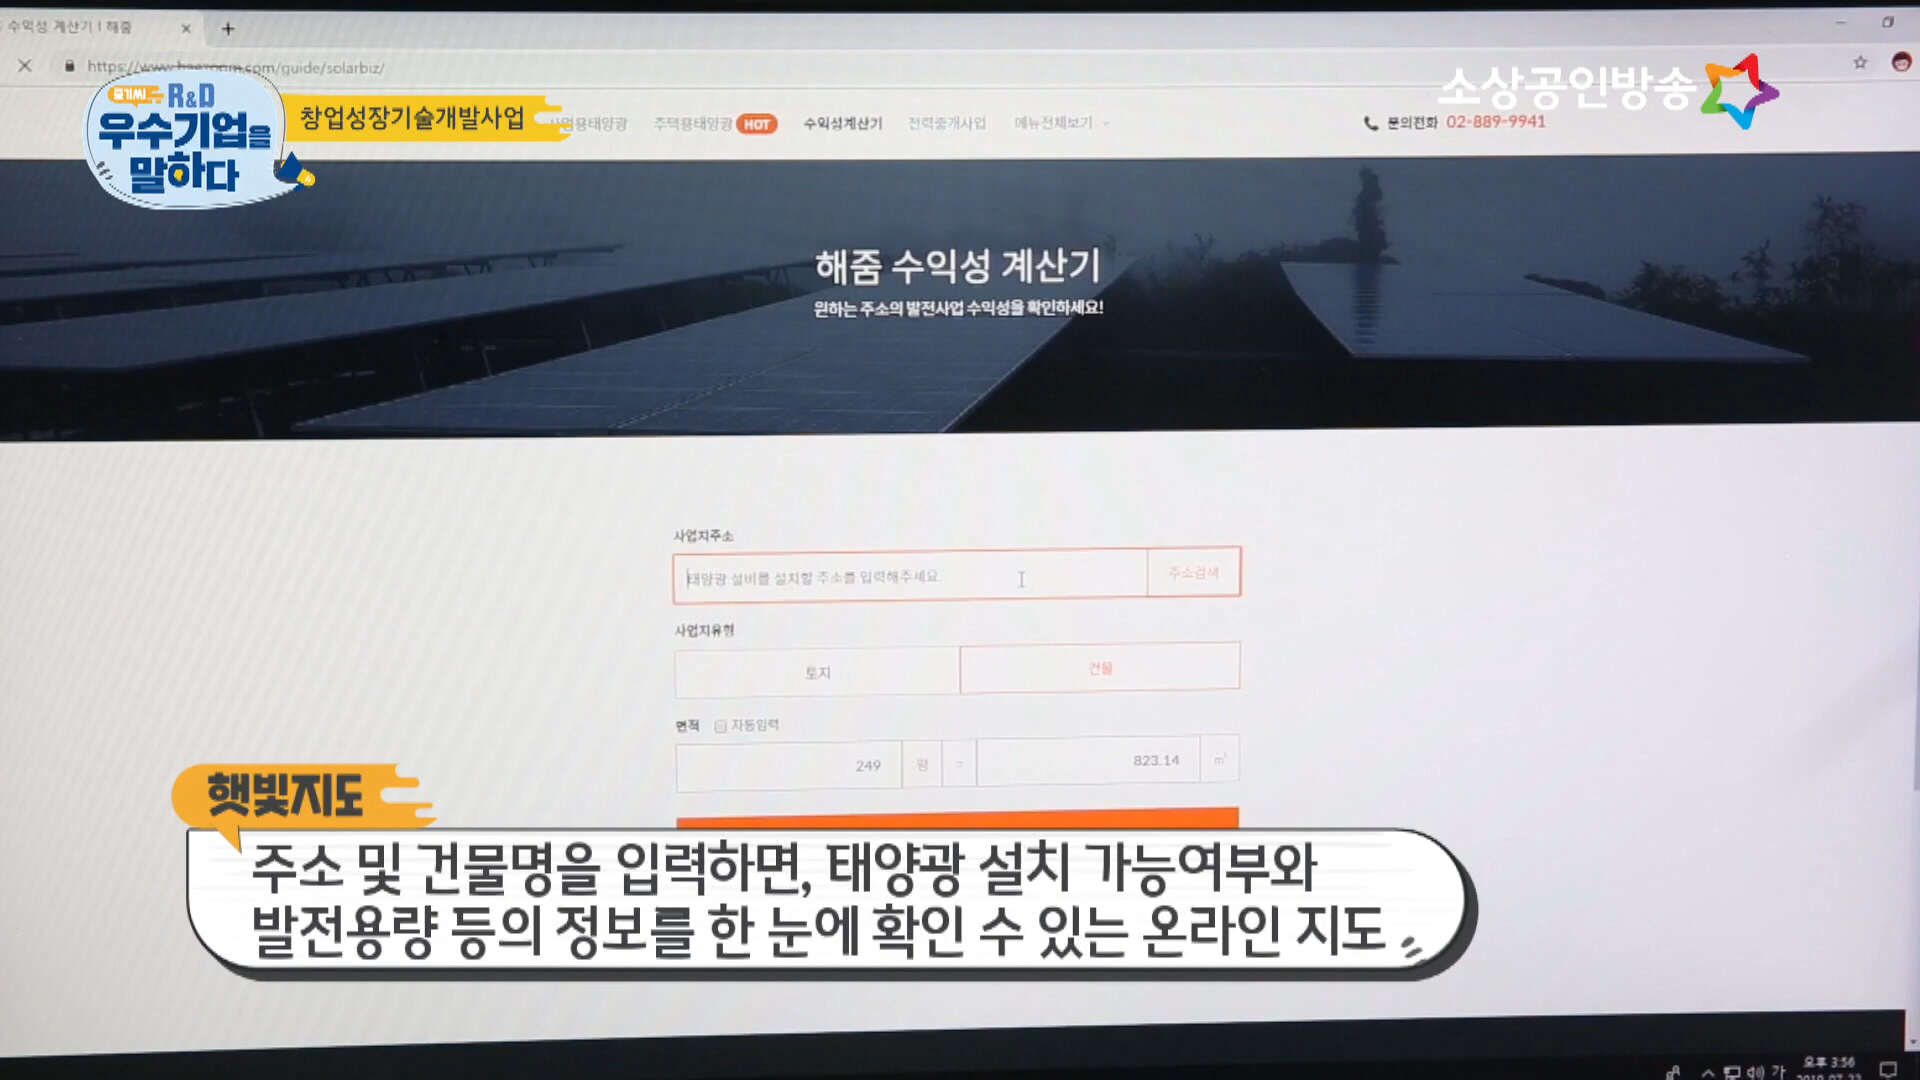 수익성 계산기 | 해줌
https://www.haezoom.com/guide/solarbiz/
중기씨
R&D
우수기업을
말하다
창업성장기술개발사업
소상공인방송
주택용태양광 HOT 수익성계산기 전력중개사업 메뉴전체보기
문의전화 02-889-9941
해줌 수익성 계산기
원하는 주소의 발전사업 수익성을 확인하세요!
사업지주소
태양광 설비를 설치할 주소를 입력해주세요. 주소검색
사업지유형
토지 건물
면적 자동입력
249 평 = 823.14 m²
햇빛지도
주소 및 건물명을 입력하면, 태양광 설치 가능여부와
발전용량 등의 정보를 한 눈에 확인 수 있는 온라인 지도
가 오후 3:56